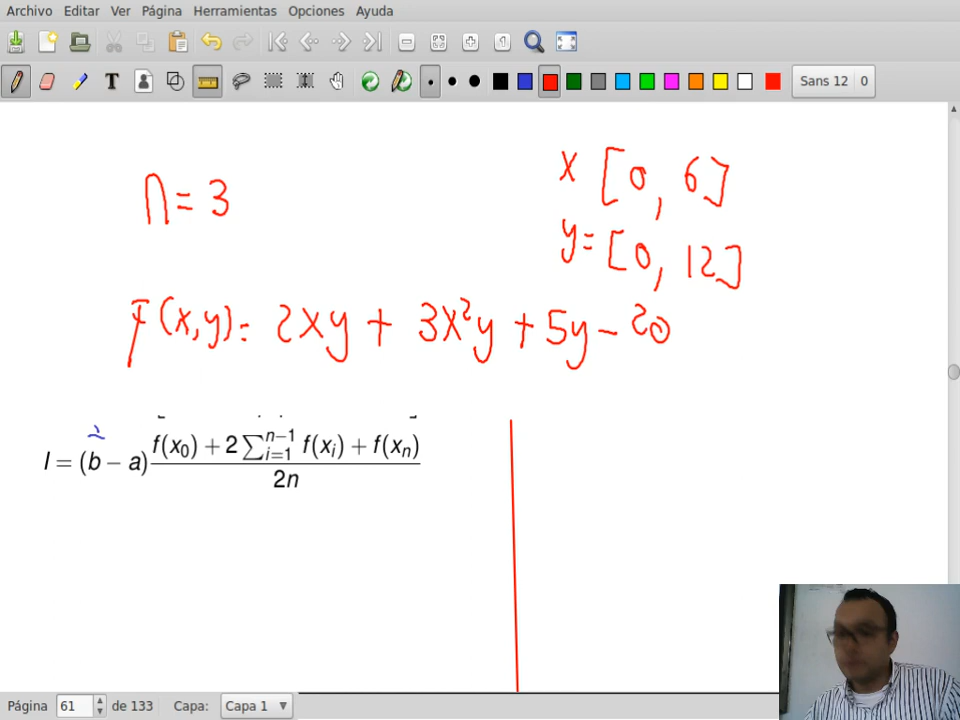 Archivo Editar Ver Página Herramientas Opciones Ayuda
T Sans 12 0
n = 3
x [0, 6]
y = [0, 12]
f(x,y) = 2xy + 3x²y + 5y - 20
I = (b − a) f(x₀) + 2 ∑ᵢ₌₁ⁿ⁻¹ f(xᵢ) + f(xₙ) / 2n
Página 61 de 133 Capa: Capa 1